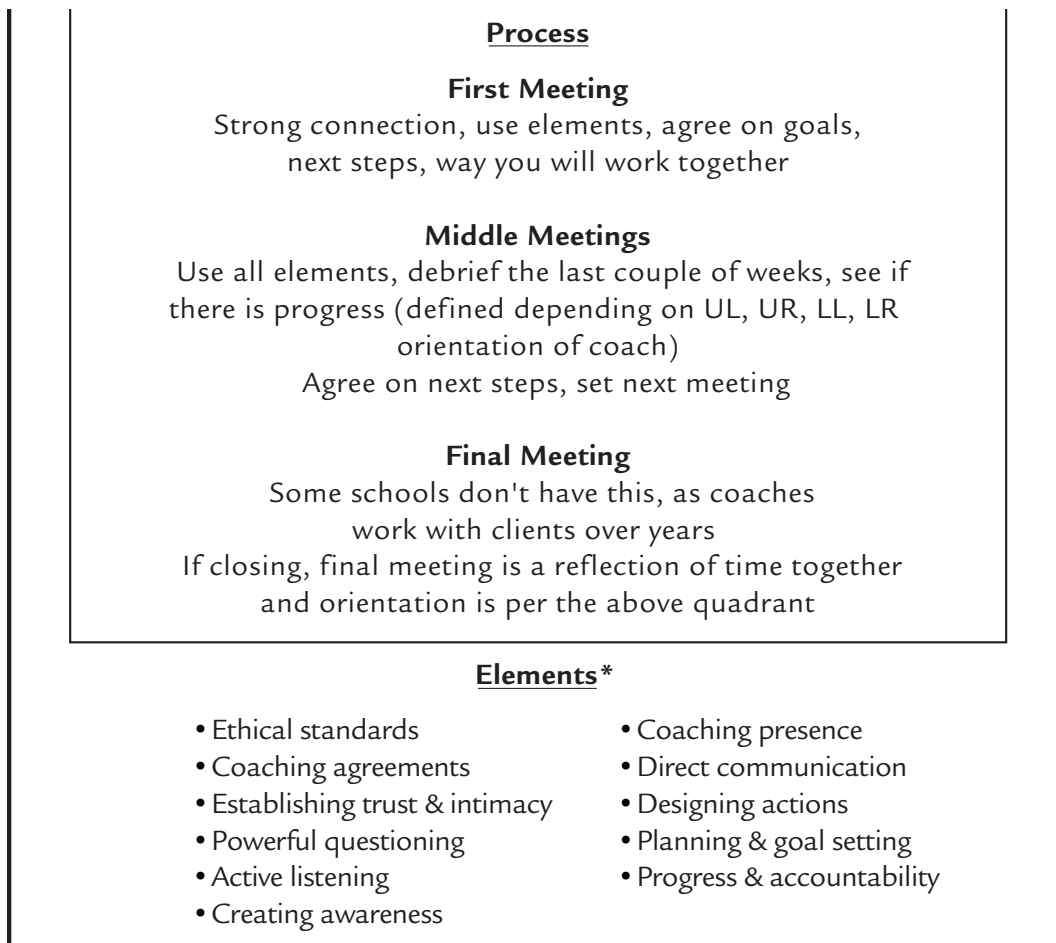 Process
First Meeting
Strong connection, use elements, agree on goals,
next steps, way you will work together
Middle Meetings
Use all elements, debrief the last couple of weeks, see if
there is progress (defined depending on UL, UR, LL, LR
orientation of coach)
Agree on next steps, set next meeting
Final Meeting
Some schools don't have this, as coaches
work with clients over years
If closing, final meeting is a reflection of time together
and orientation is per the above quadrant
Elements*
• Ethical standards
• Coaching agreements
• Establishing trust & intimacy
• Powerful questioning
• Active listening
• Creating awareness
• Coaching presence
• Direct communication
• Designing actions
• Planning & goal setting
• Progress & accountability